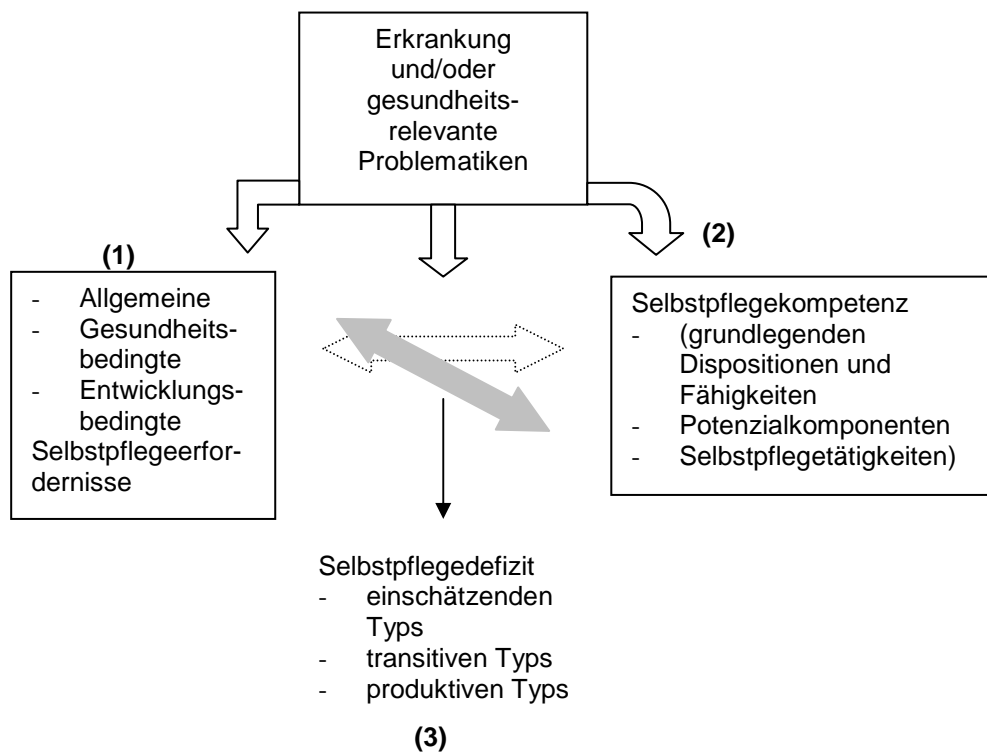 Erkrankung
und/oder
gesundheits-
relevante
Problematiken
(1)
- Allgemeine
- Gesundheits-
bedingte
- Entwicklungs-
bedingte
Selbstpflegeerfor-
dernisse
(2)
Selbstpflegekompetenz
- (grundlegenden
Dispositionen und
Fähigkeiten
- Potenzialkomponenten
- Selbstpflegetätigkeiten)
Selbstpflegedefizit
- einschätzenden
Typs
- transitiven Typs
- produktiven Typs
(3)